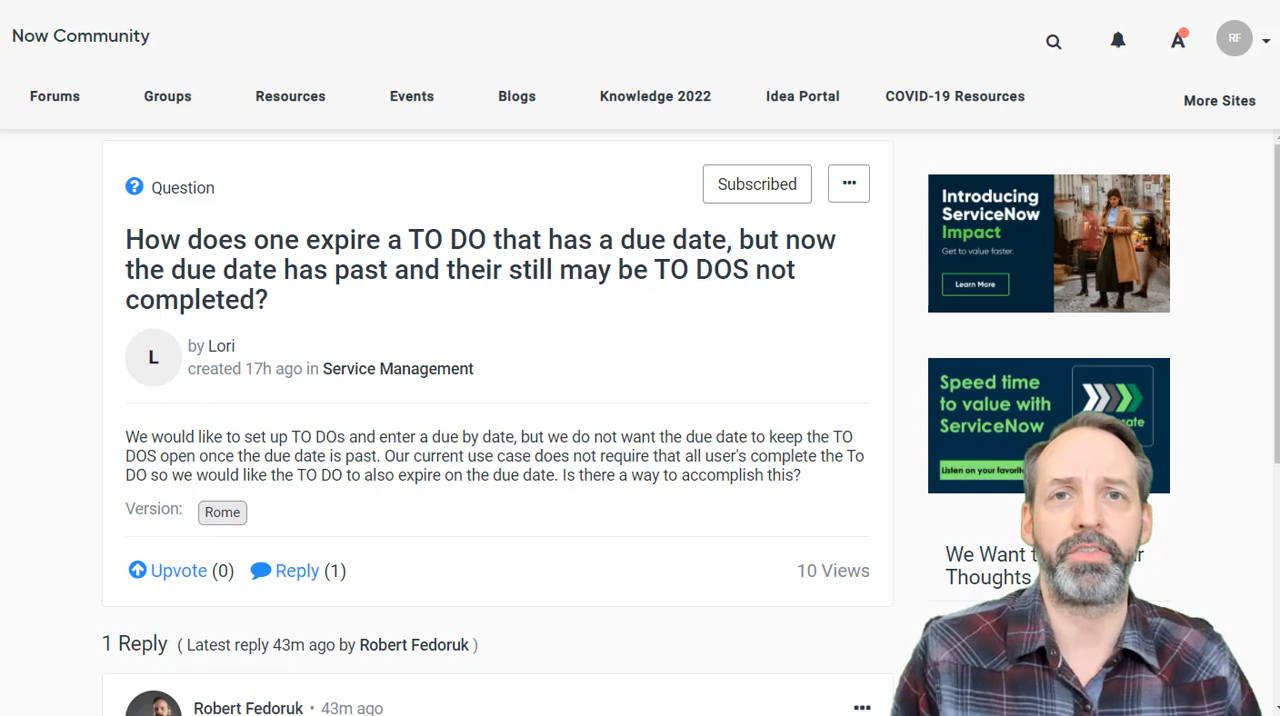 Now Community
RF
Forums
Groups
Resources
Events
Blogs
Knowledge 2022
Idea Portal
COVID-19 Resources
More Sites
? Question
Subscribed
...
How does one expire a TO DO that has a due date, but now
the due date has past and their still may be TO DOS not
completed?
L
by Lori
created 17h ago in Service Management
We would like to set up TO DOs and enter a due by date, but we do not want the due date to keep the TO
DOS open once the due date is past. Our current use case does not require that all user's complete the To
DO so we would like the TO DO to also expire on the due date. Is there a way to accomplish this?
Version: Rome
Upvote (0) Reply (1)
10 Views
1 Reply ( Latest reply 43m ago by Robert Fedoruk )
Robert Fedoruk • 43m ago
...
Introducing
ServiceNow
Impact
Get to value faster.
Learn More
Speed time
to value with
ServiceNow
Listen on your
We Want
Thoughts